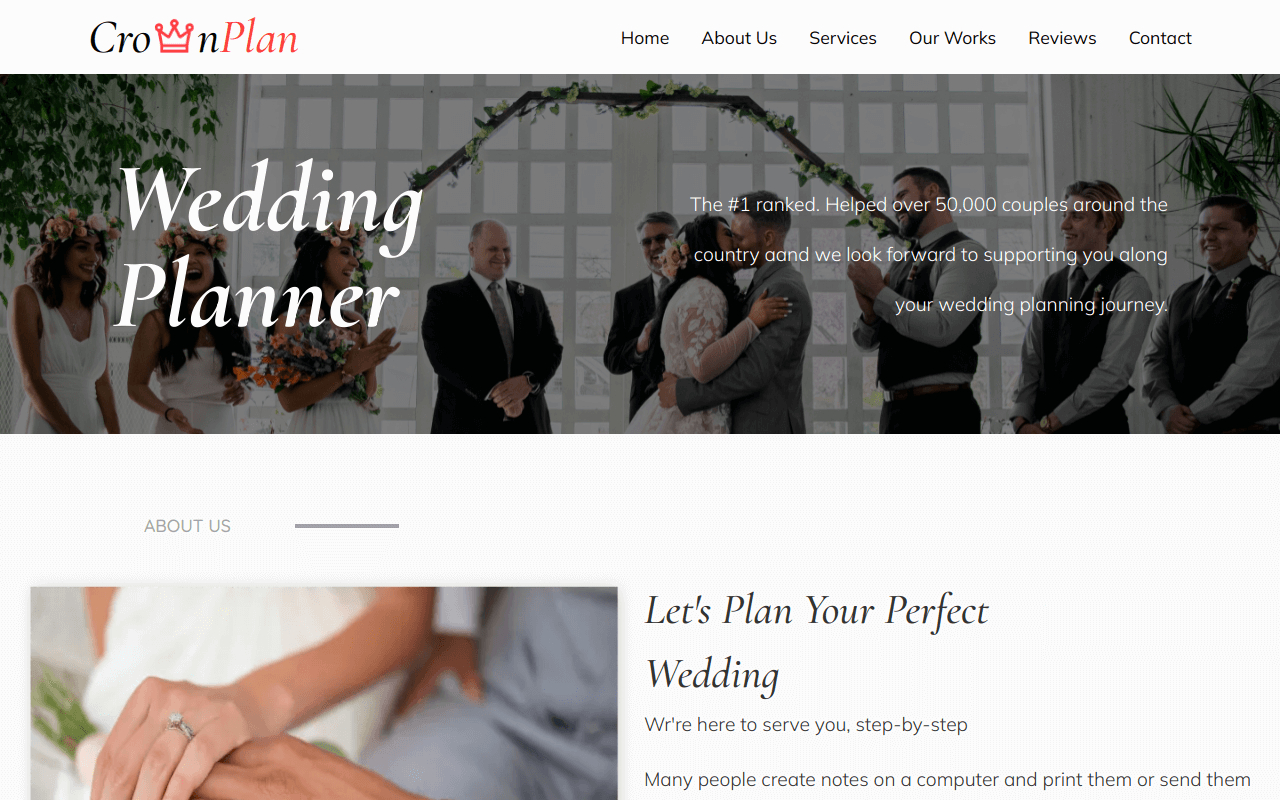 CrownPlan
Home
About Us
Services
Our Works
Reviews
Contact
Wedding
Planner
The #1 ranked. Helped over 50,000 couples around the
country aand we look forward to supporting you along
your wedding planning journey.
ABOUT US
Let's Plan Your Perfect
Wedding
Wr're here to serve you, step-by-step
Many people create notes on a computer and print them or send them